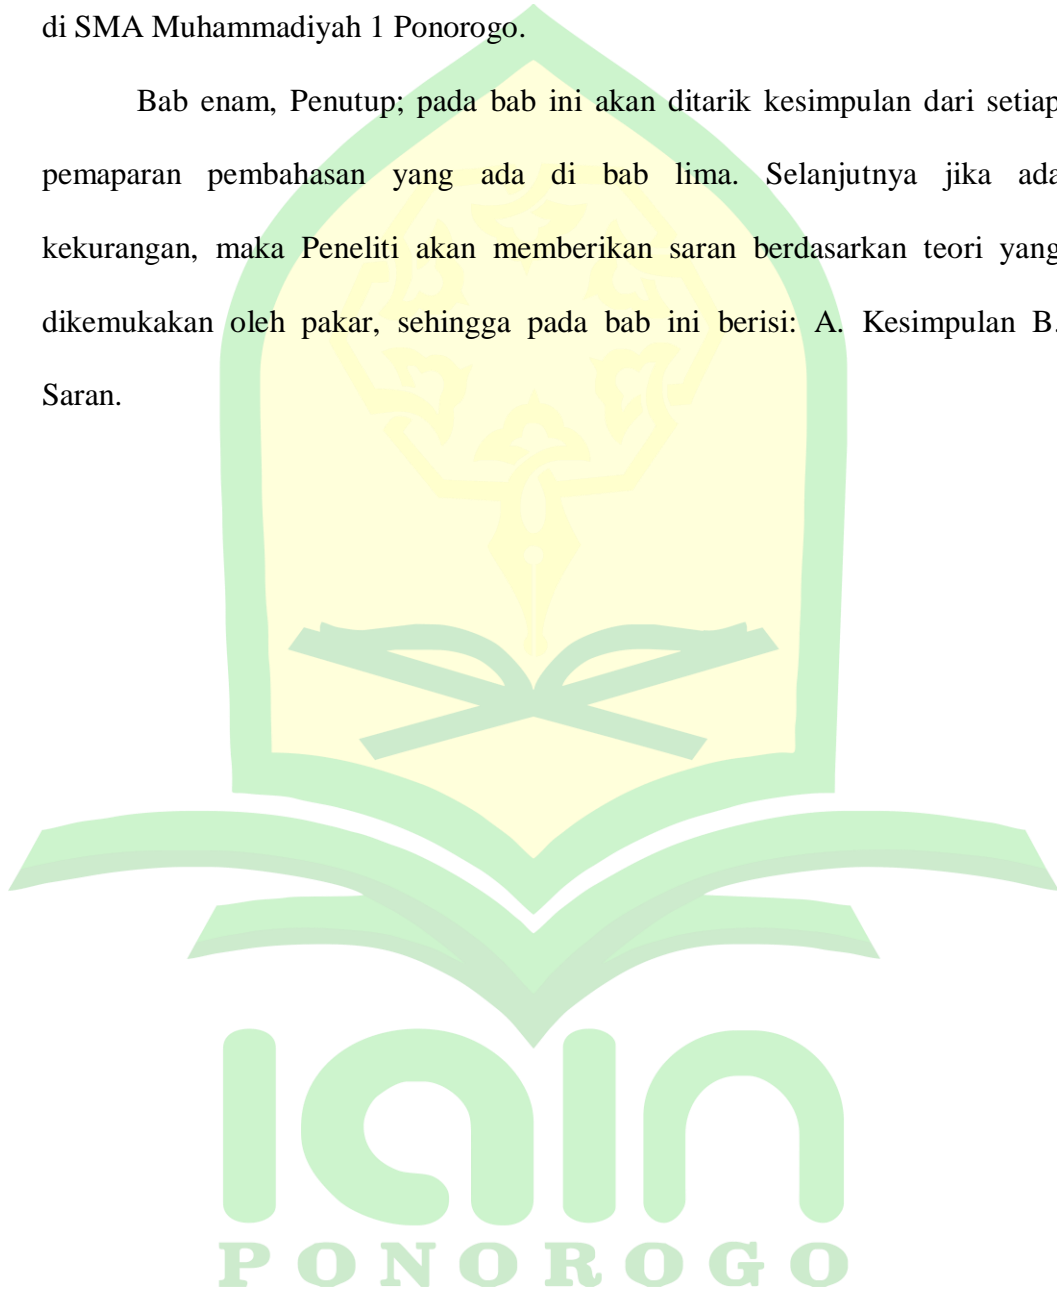 di SMA Muhammadiyah 1 Ponorogo.
Bab enam, Penutup; pada bab ini akan ditarik kesimpulan dari setiap
pemaparan pembahasan yang ada di bab lima. Selanjutnya jika ada
kekurangan, maka Peneliti akan memberikan saran berdasarkan teori yang
dikemukakan oleh pakar, sehingga pada bab ini berisi: A. Kesimpulan B.
Saran.
iain
PONOROGO